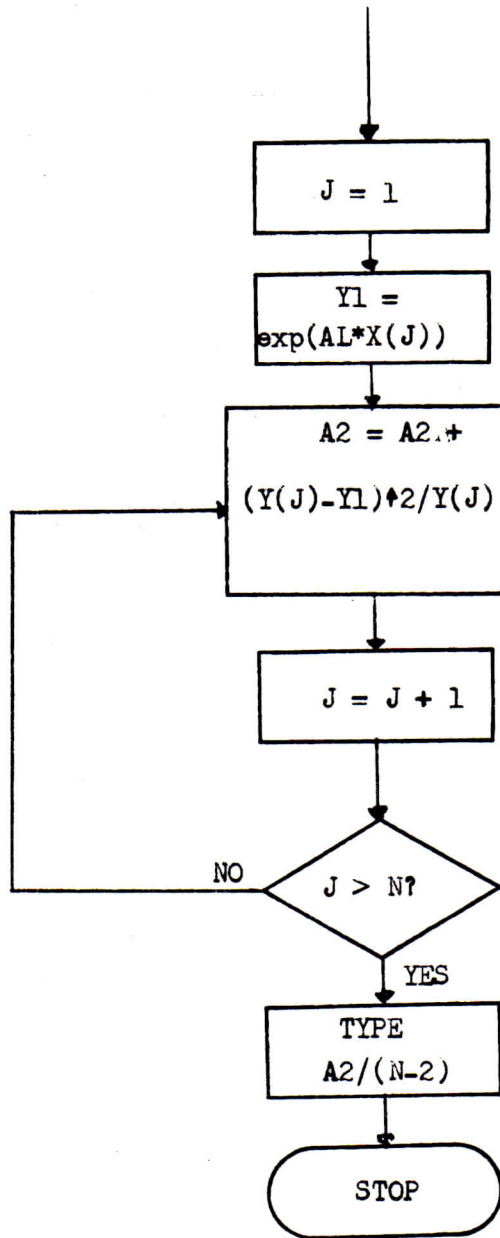 J = 1
Y1 =
exp(AL*X(J))
A2 = A2 +
(Y(J)-Y1)↑2/Y(J)
J = J + 1
NO
J > N?
YES
TYPE
A2/(N-2)
STOP